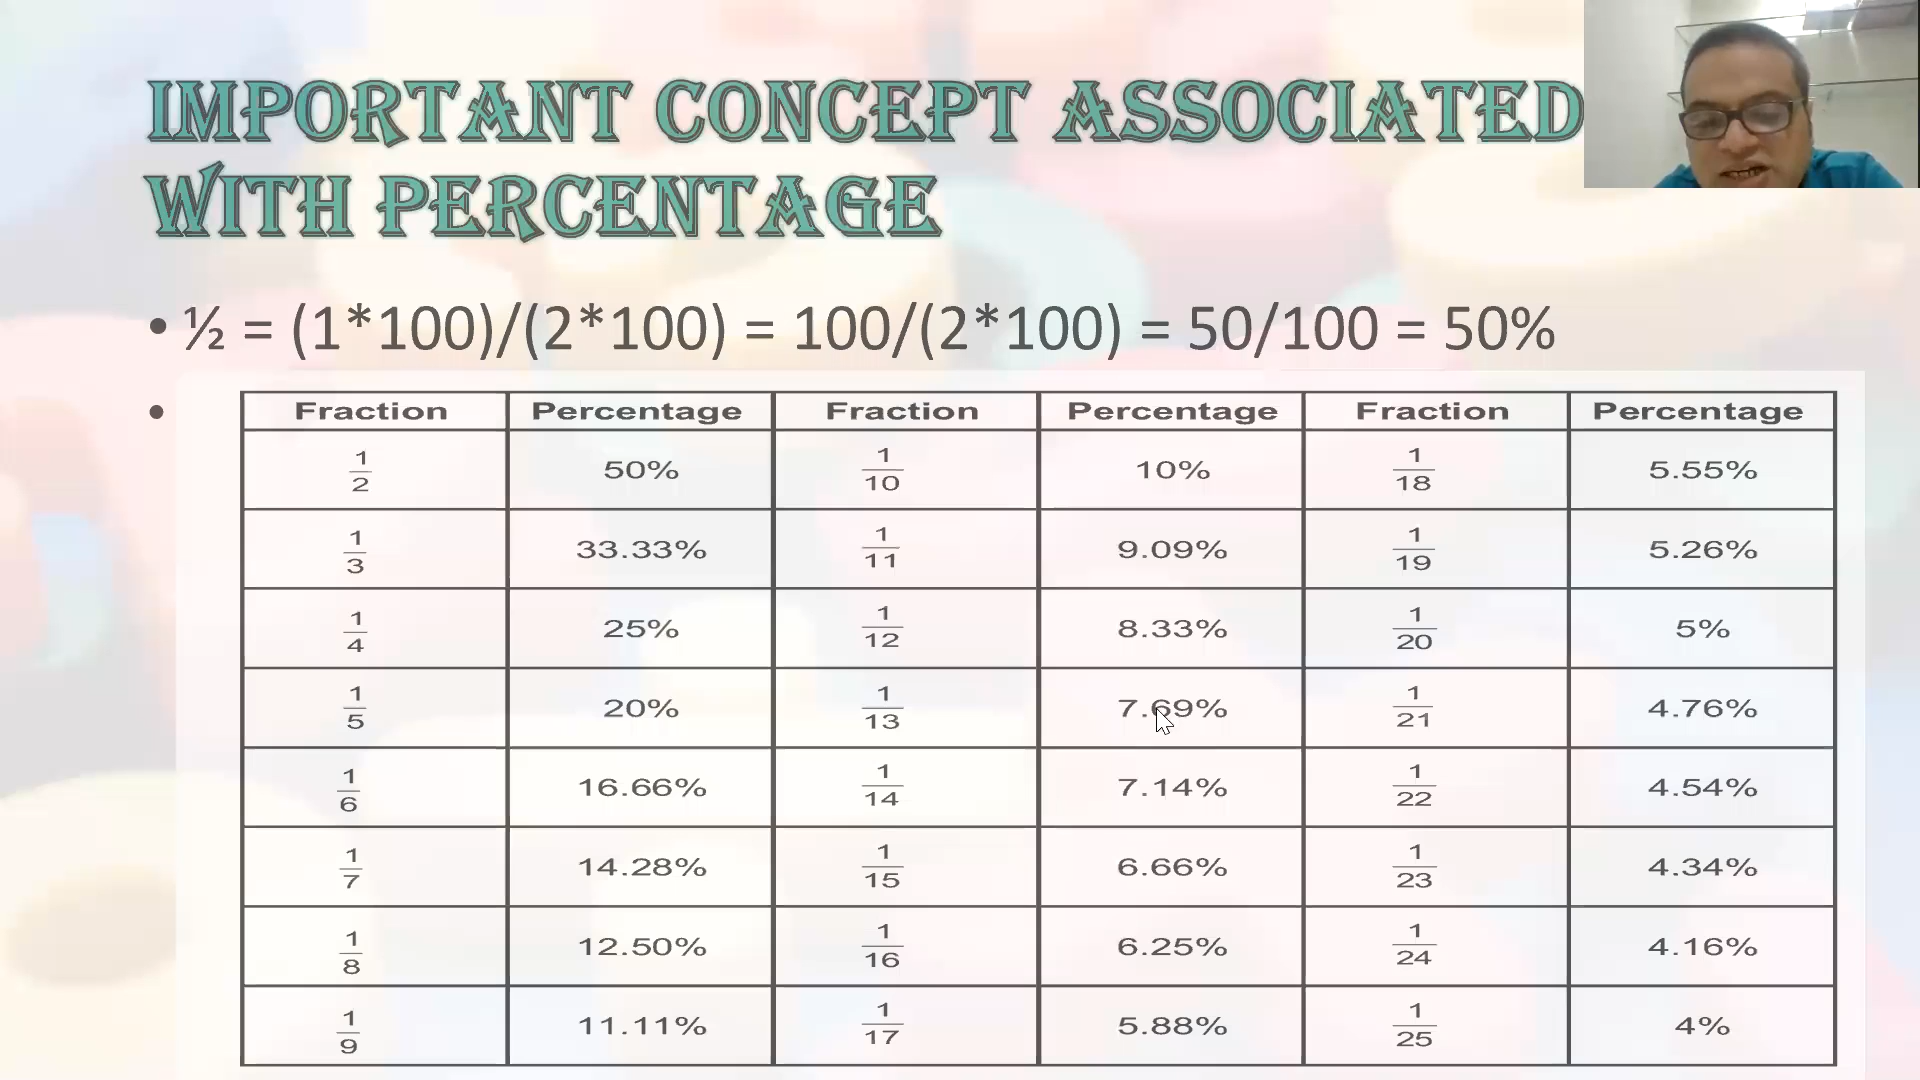 IMPORTANT CONCEPT ASSOCIATED
WITH PERCENTAGE
• ½ = (1*100)/(2*100) = 100/(2*100) = 50/100 = 50%
•
Fraction Percentage Fraction Percentage Fraction Percentage
1/2 50% 1/10 10% 1/18 5.55%
1/3 33.33% 1/11 9.09% 1/19 5.26%
1/4 25% 1/12 8.33% 1/20 5%
1/5 20% 1/13 7.69% 1/21 4.76%
1/6 16.66% 1/14 7.14% 1/22 4.54%
1/7 14.28% 1/15 6.66% 1/23 4.34%
1/8 12.50% 1/16 6.25% 1/24 4.16%
1/9 11.11% 1/17 5.88% 1/25 4%